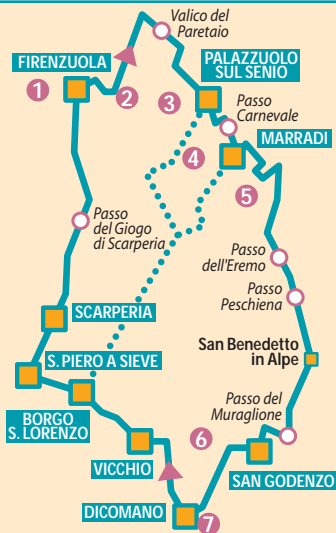 Valico del
Paretaio
FIRENZUOLA
PALAZZUOLO
SUL SENIO
1
2
3
Passo
Carnevale
MARRADI
4
5
Passo
del Giogo
di Scarperia
Passo
dell'Eremo
Passo
Peschiena
SCARPERIA
San Benedetto
in Alpe
S. PIERO A SIEVE
Passo del
Muraglione
BORGO
S. LORENZO
6
VICCHIO
SAN GODENZO
DICOMANO
7